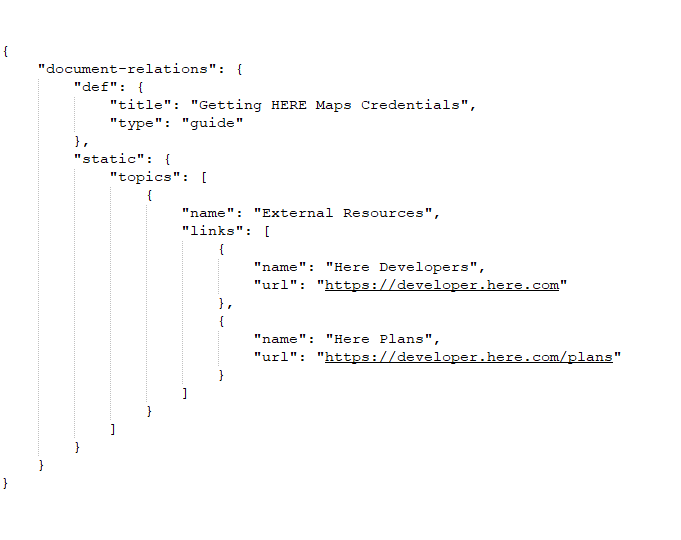 {
    "document-relations": {
        "def": {
            "title": "Getting HERE Maps Credentials",
            "type": "guide"
        },
        "static": {
            "topics": [
                {
                    "name": "External Resources",
                    "links": [
                        {
                            "name": "Here Developers",
                            "url": "https://developer.here.com"
                        },
                        {
                            "name": "Here Plans",
                            "url": "https://developer.here.com/plans"
                        }
                    ]
                }
            ]
        }
    }
}